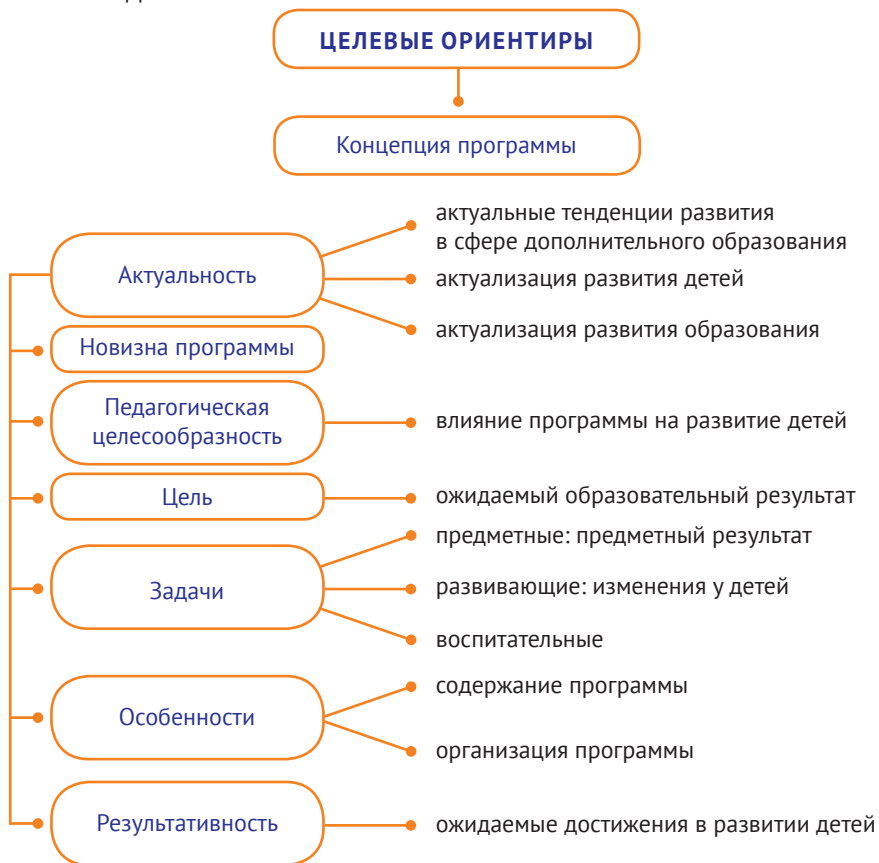 ЦЕЛЕВЫЕ ОРИЕНТИРЫ
Концепция программы
Актуальность
актуальные тенденции развития
в сфере дополнительного образования
актуализация развития детей
актуализация развития образования
Новизна программы
Педагогическая
целесообразность
влияние программы на развитие детей
Цель
ожидаемый образовательный результат
Задачи
предметные: предметный результат
развивающие: изменения у детей
воспитательные
Особенности
содержание программы
организация программы
Результативность
ожидаемые достижения в развитии детей